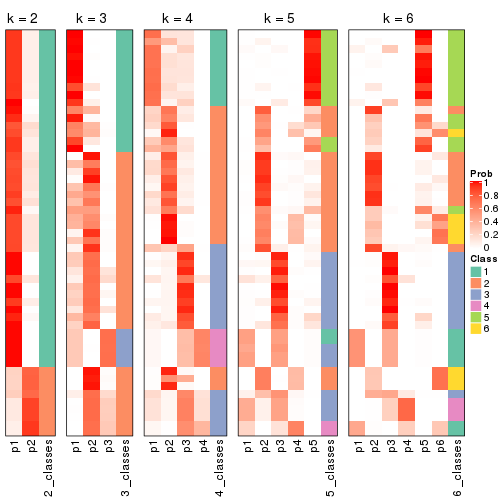 k = 2
k = 3
k = 4
k = 5
k = 6
Prob
1
0.8
0.6
0.4
0.2
0
Class
1
2
3
4
5
6
p1
p2
2_classes
p1
p2
p3
3_classes
p1
p2
p3
p4
4_classes
p1
p2
p3
p4
p5
5_classes
p1
p2
p3
p4
p5
p6
6_classes